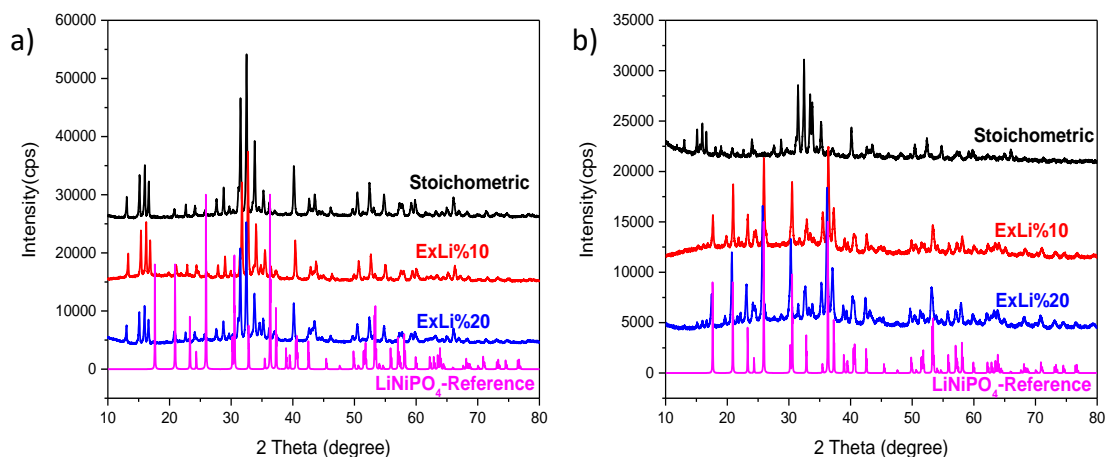 a)
60000
50000
40000
30000
20000
10000
0
Intensity(cps)
Stoichometric
ExLi%10
ExLi%20
LiNiPO4-Reference
10 20 30 40 50 60 70 80
2 Theta (degree)
b)
35000
30000
25000
20000
15000
10000
5000
0
Intensity(cps)
Stoichometric
ExLi%10
ExLi%20
LiNiPO4-Reference
10 20 30 40 50 60 70 80
2 Theta (degree)